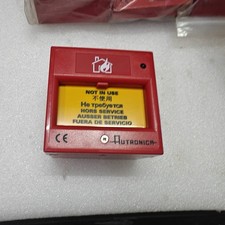 NOT IN USE
不使用
Не требуется
HORS SERVICE
AUSSER BETRIEB
FUERA DE SERVICIO
CE AUTRONICA